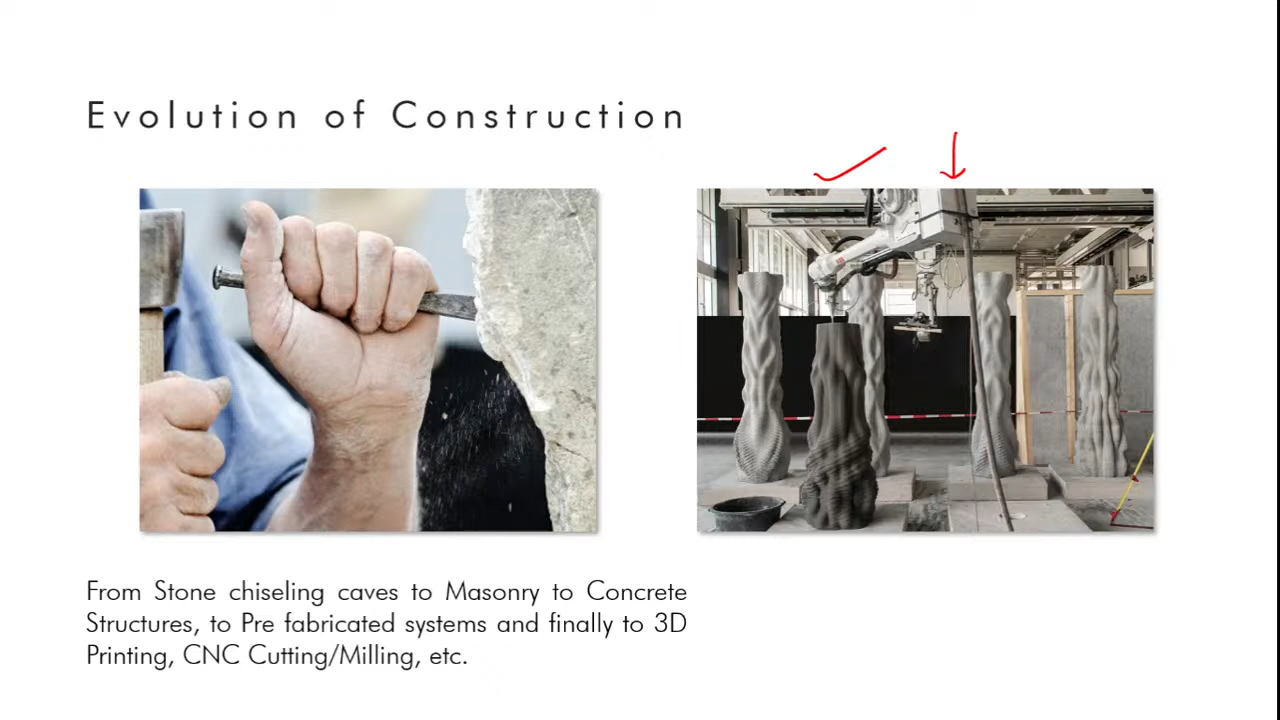 Evolution of Construction
From Stone chiseling caves to Masonry to Concrete
Structures, to Pre fabricated systems and finally to 3D
Printing, CNC Cutting/Milling, etc.